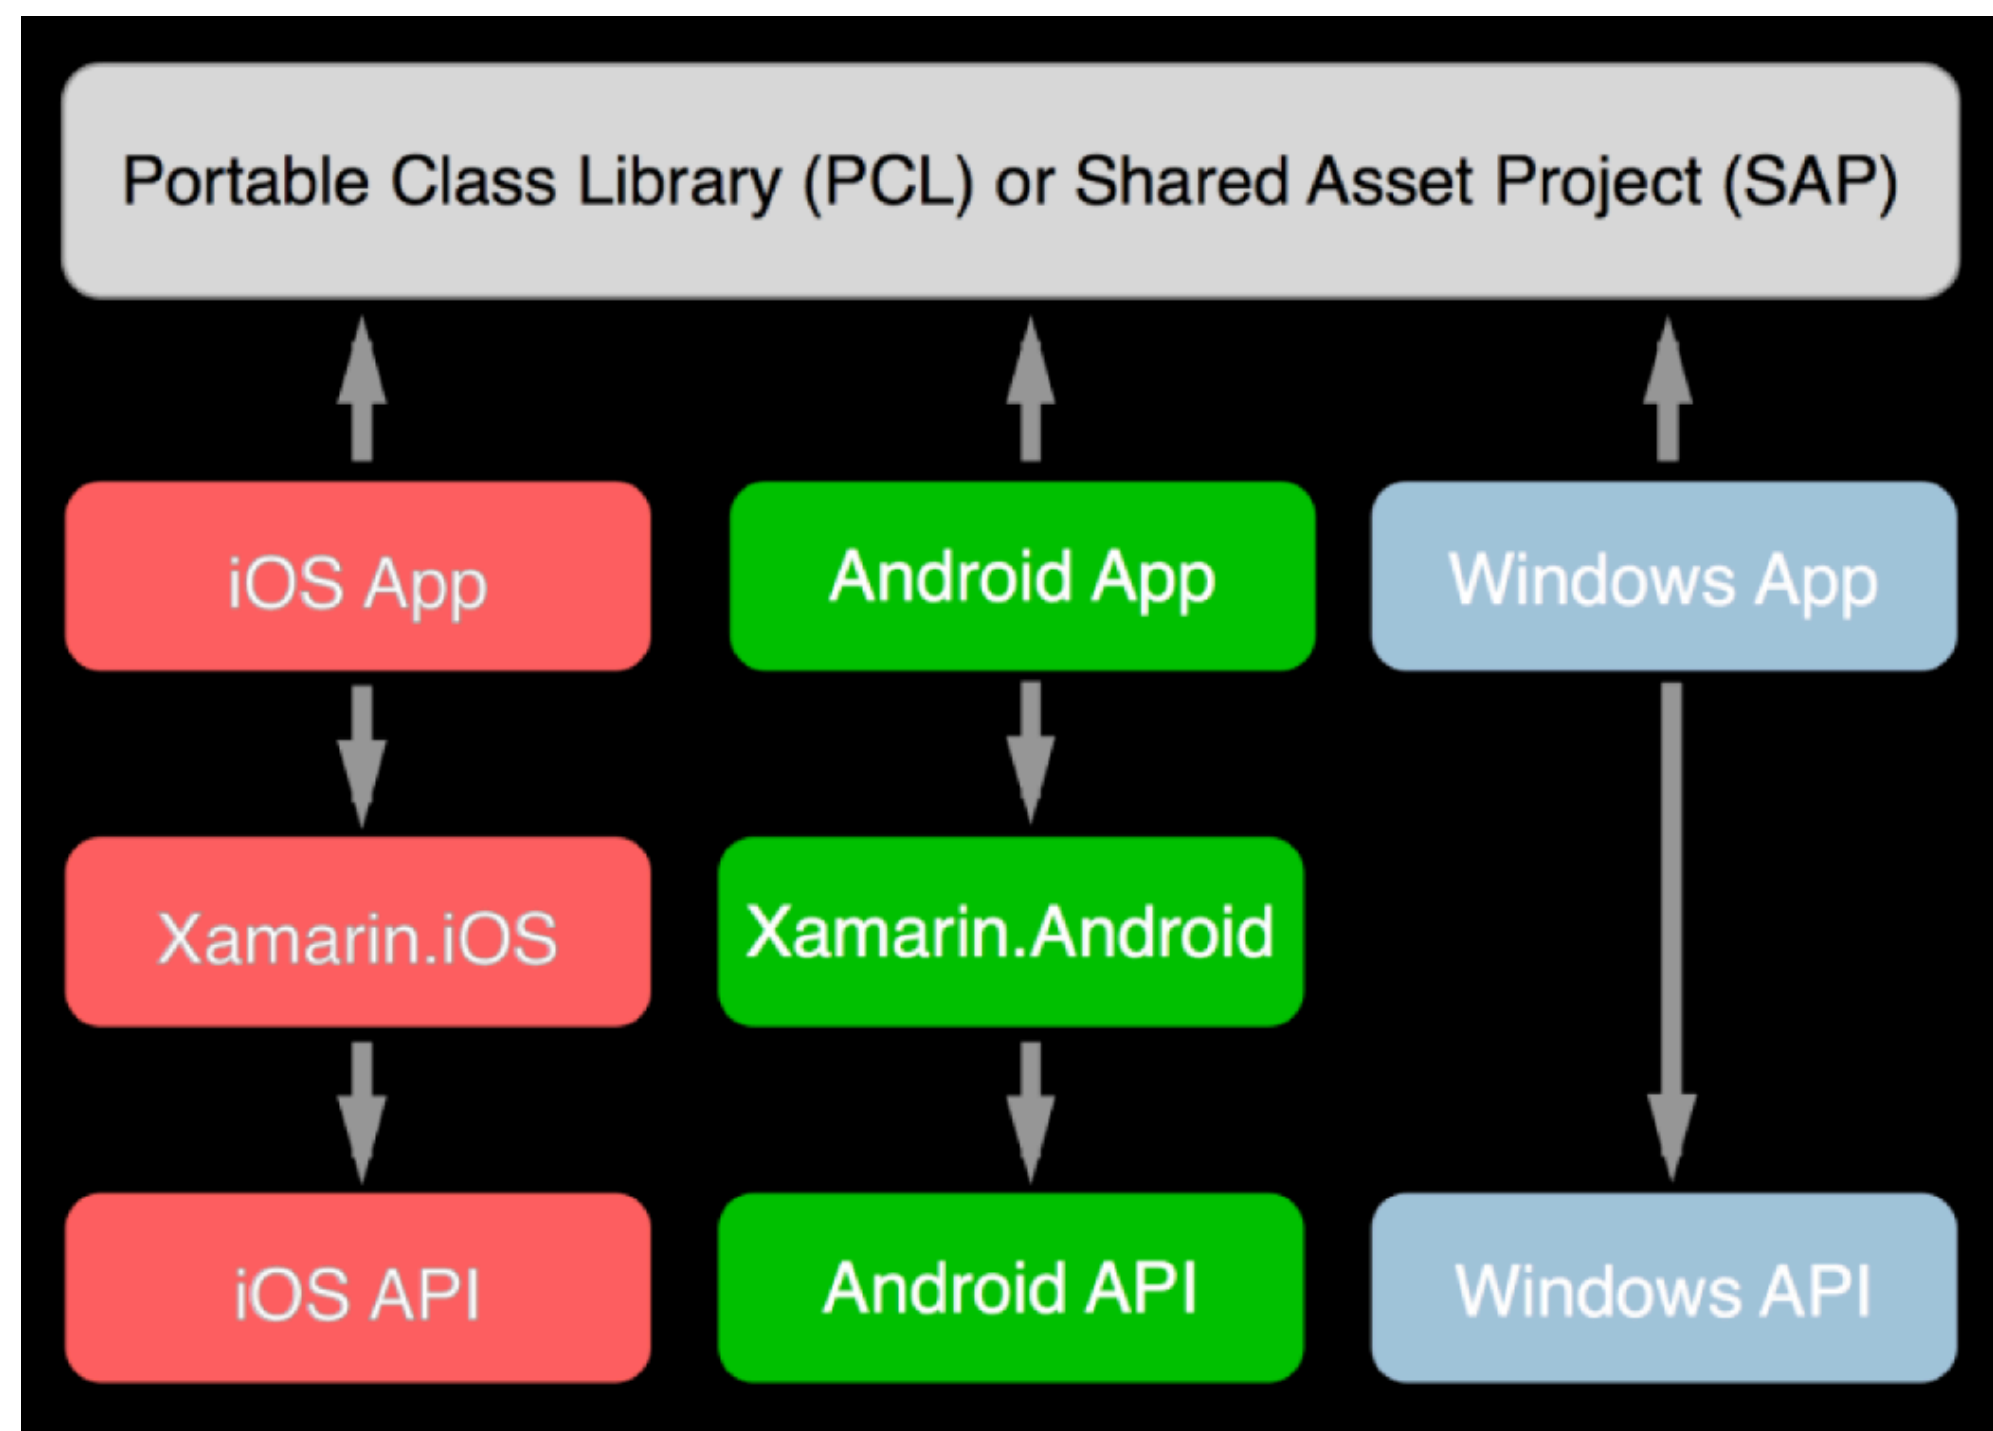 Portable Class Library (PCL) or Shared Asset Project (SAP)
iOS App
Android App
Windows App
Xamarin.iOS
Xamarin.Android
iOS API
Android API
Windows API